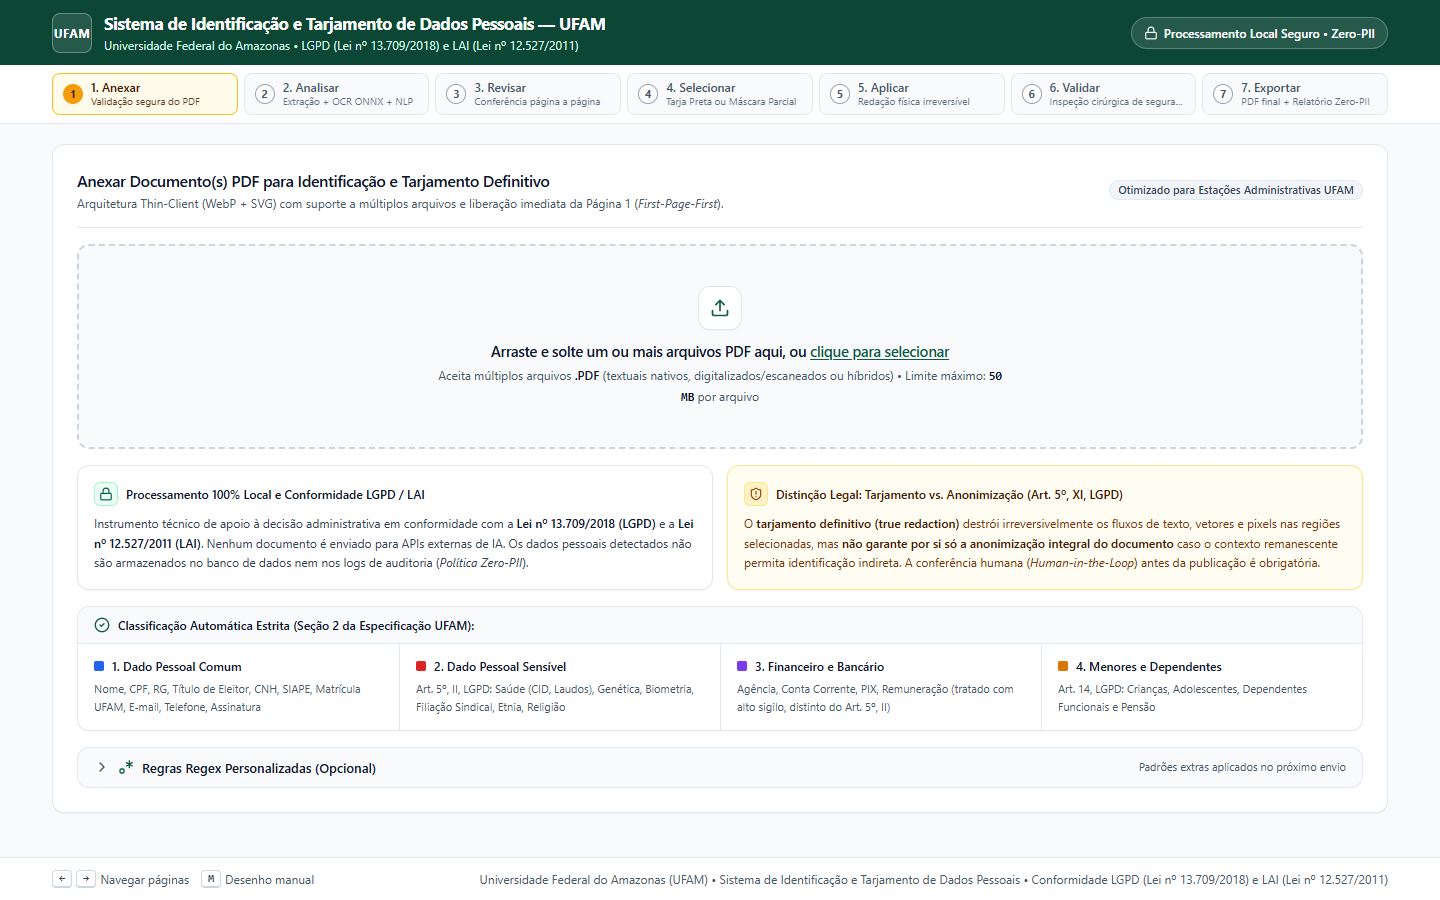 UFAM
Sistema de Identificação e Tarjamento de Dados Pessoais — UFAM
Universidade Federal do Amazonas • LGPD (Lei nº 13.709/2018) e LAI (Lei nº 12.527/2011)
Processamento Local Seguro • Zero-PII
1
1. Anexar
Validação segura do PDF
2
2. Analisar
Extração + OCR ONNX + NLP
3
3. Revisar
Conferência página a página
4
4. Selecionar
Tarja Preta ou Máscara Parcial
5
5. Aplicar
Redação física irreversível
6
6. Validar
Inspeção cirúrgica de segura...
7
7. Exportar
PDF final + Relatório Zero-PII
Anexar Documento(s) PDF para Identificação e Tarjamento Definitivo
Arquitetura Thin-Client (WebP + SVG) com suporte a múltiplos arquivos e liberação imediata da Página 1 (First-Page-First).
Otimizado para Estações Administrativas UFAM
Arraste e solte um ou mais arquivos PDF aqui, ou clique para selecionar
Aceita múltiplos arquivos .PDF (textuais nativos, digitalizados/escaneados ou híbridos) • Limite máximo: 50
MB por arquivo
Processamento 100% Local e Conformidade LGPD / LAI
Instrumento técnico de apoio à decisão administrativa em conformidade com a Lei nº 13.709/2018 (LGPD) e a Lei
nº 12.527/2011 (LAI). Nenhum documento é enviado para APIs externas de IA. Os dados pessoais detectados não
são armazenados no banco de dados nem nos logs de auditoria (Política Zero-PII).
Distinção Legal: Tarjamento vs. Anonimização (Art. 5º, XI, LGPD)
O tarjamento definitivo (true redaction) destrói irreversivelmente os fluxos de texto, vetores e pixels nas regiões
selecionadas, mas não garante por si só a anonimização integral do documento caso o contexto remanescente
permita identificação indireta. A conferência humana (Human-in-the-Loop) antes da publicação é obrigatória.
Classificação Automática Estrita (Seção 2 da Especificação UFAM):
1. Dado Pessoal Comum
Nome, CPF, RG, Título de Eleitor, CNH, SIAPE, Matrícula
UFAM, E-mail, Telefone, Assinatura
2. Dado Pessoal Sensível
Art. 5º, II, LGPD: Saúde (CID, Laudos), Genética, Biometria,
Filiação Sindical, Etnia, Religião
3. Financeiro e Bancário
Agência, Conta Corrente, PIX, Remuneração (tratado com
alto sigilo, distinto do Art. 5º, II)
4. Menores e Dependentes
Art. 14, LGPD: Crianças, Adolescentes, Dependentes
Funcionais e Pensão
Regras Regex Personalizadas (Opcional)
Padrões extras aplicados no próximo envio
← → Navegar páginas M Desenho manual
Universidade Federal do Amazonas (UFAM) • Sistema de Identificação e Tarjamento de Dados Pessoais • Conformidade LGPD (Lei nº 13.709/2018) e LAI (Lei nº 12.527/2011)